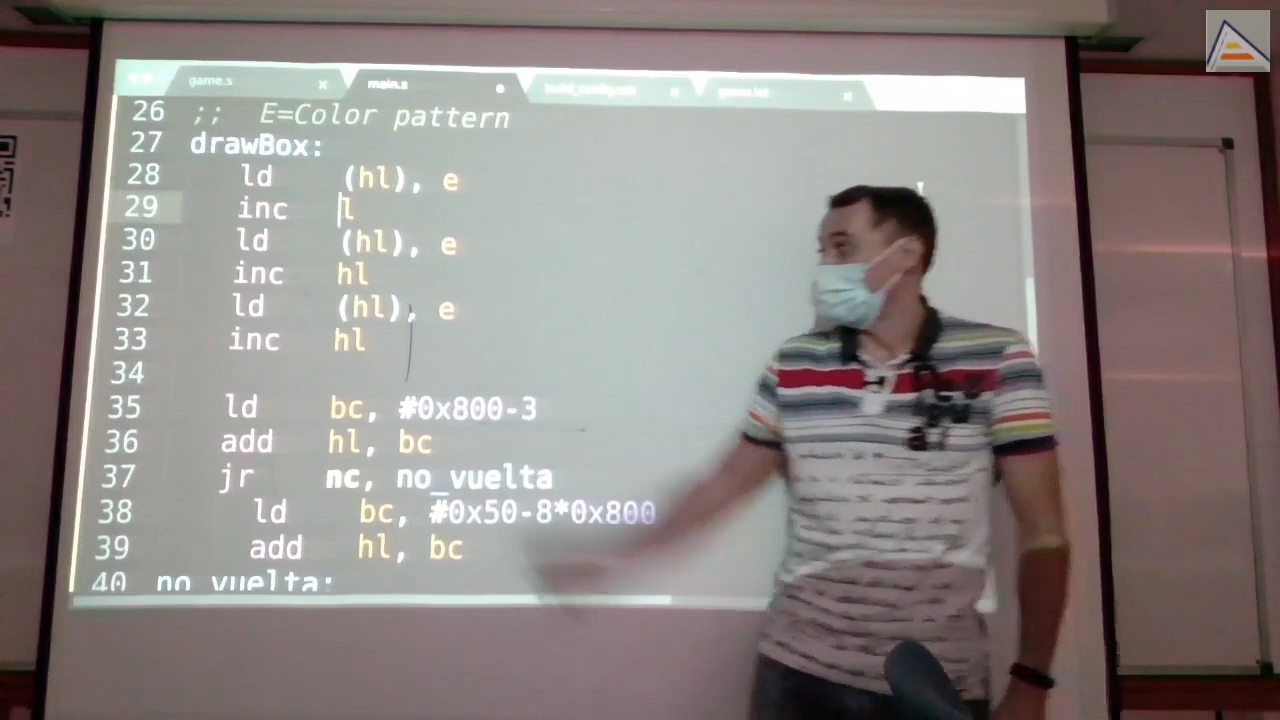 game.s × main.s
26 ;; E=Color pattern
27 drawBox:
28 ld (hl), e
29 inc l
30 ld (hl), e
31 inc hl
32 ld (hl), e
33 inc hl
34
35 ld bc, #0x800-3
36 add hl, bc
37 jr nc, no_vuelta
38 ld bc, #0x50-8*0x800
39 add hl, bc
40 no_vuelta: